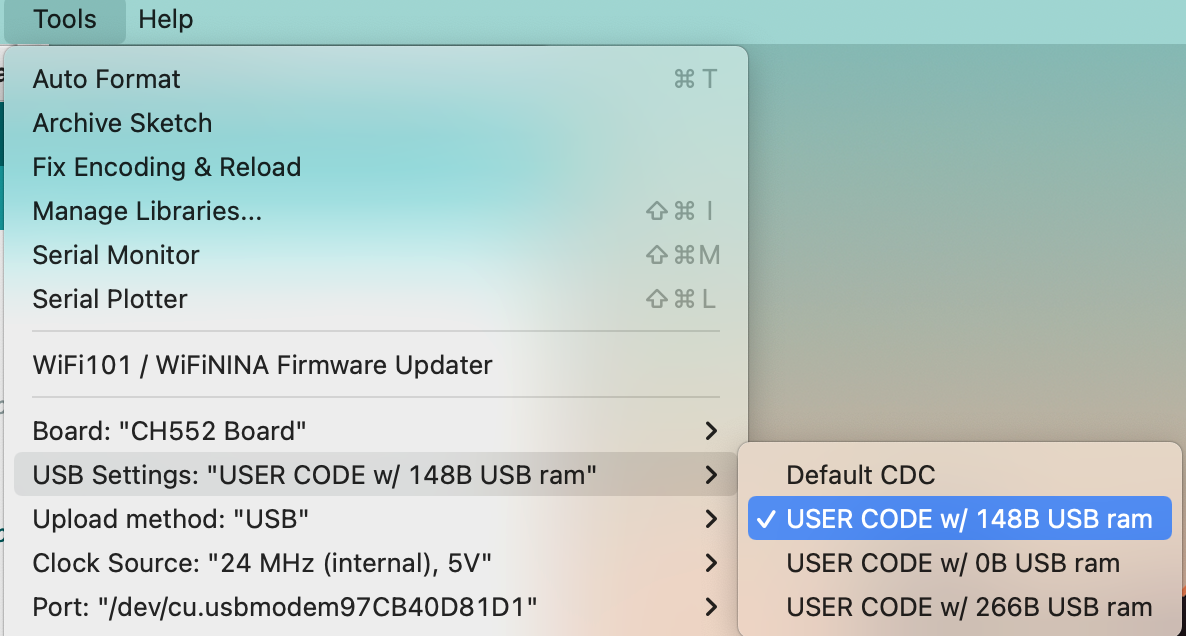 Tools Help
Auto Format ⌘ T
Archive Sketch
Fix Encoding & Reload
Manage Libraries... ⇧ ⌘ I
Serial Monitor ⇧ ⌘ M
Serial Plotter ⇧ ⌘ L
WiFi101 / WiFiNINA Firmware Updater
Board: "CH552 Board"
USB Settings: "USER CODE w/ 148B USB ram"
Upload method: "USB"
Clock Source: "24 MHz (internal), 5V"
Port: "/dev/cu.usbmodem97CB40D81D1"
Default CDC
✓ USER CODE w/ 148B USB ram
USER CODE w/ 0B USB ram
USER CODE w/ 266B USB ram